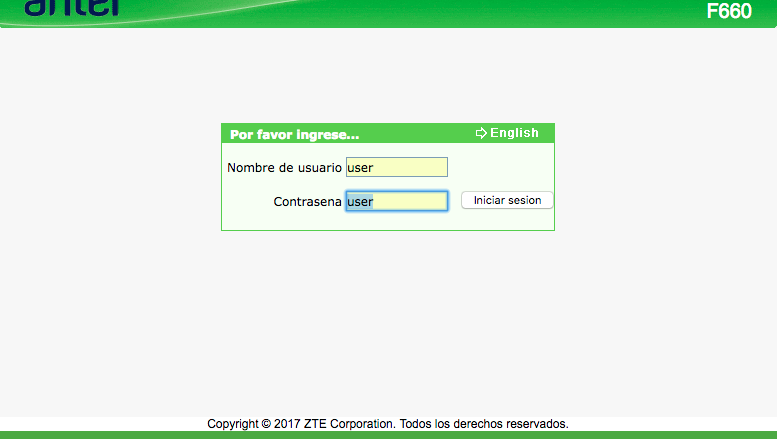 antel
F660
Por favor ingrese...
English
Nombre de usuario user
Contrasena user Iniciar sesion
Copyright © 2017 ZTE Corporation. Todos los derechos reservados.